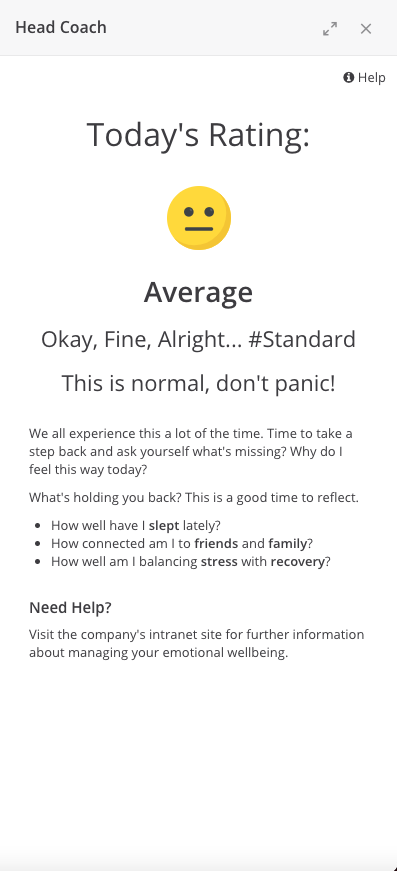 Head Coach
Help
Today's Rating:
Average
Okay, Fine, Alright... #Standard
This is normal, don't panic!
We all experience this a lot of the time. Time to take a
step back and ask yourself what's missing? Why do I
feel this way today?
What's holding you back? This is a good time to reflect.
• How well have I slept lately?
• How connected am I to friends and family?
• How well am I balancing stress with recovery?
Need Help?
Visit the company's intranet site for further information
about managing your emotional wellbeing.